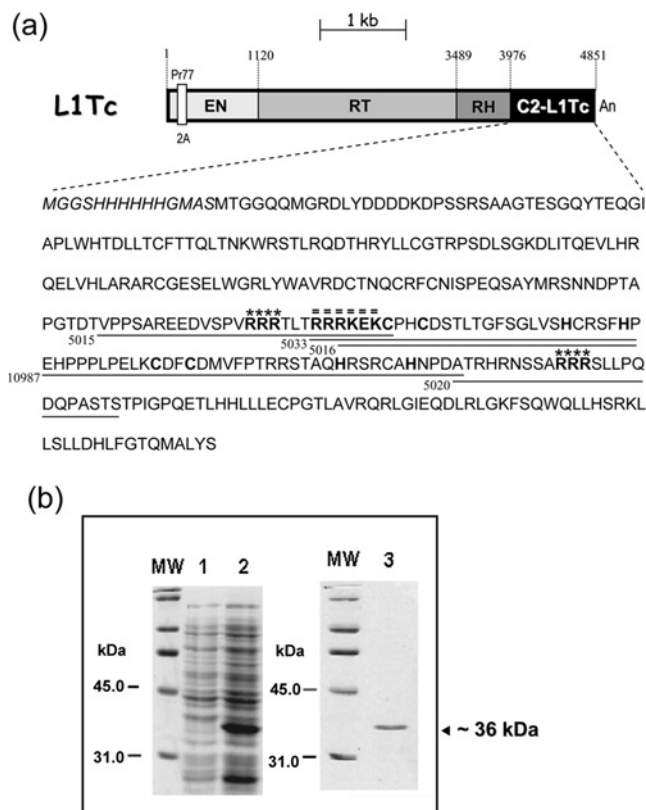 (a)
1 kb
1 1120 3489 3976 4851
Pr77
L1Tc EN RT RH C2-L1Tc An
2A
MGGSHHHHHHGMASMTGGQQMGRDLYDDDDKDPSSRSAAGTESGQYTEQGI
APLWHTDLLTCFTTQLTNKWRSTLRQDTHRYLLCGTRPSDLSGKDLITQEVLHR
QELVHLARARCGESELWGRLYWAVRDCTNQCRFCNISPEQSAYMRSNNDPTA
**** ======
PGTDTVPPSAREEDVSPVRRRTLTRRRKEKCPHCDSTLTGFSGLVSHCRSFHP
5015 5033 5016
****
EHPPPLPELKCDFCDMVFPTRRSTAQHRSRCAHNPDATRHRNSSARRRSLLPQ
10987 5020
DQPASTSTPIGPQETLHHLLLECPGTLAVRQRLGIEQDLRLGKFSQWQLLHSRKL
LSLLDHLFGTQMALYS
(b)
MW 1 2 MW 3
kDa kDa
45.0 45.0
~ 36 kDa
31.0 31.0